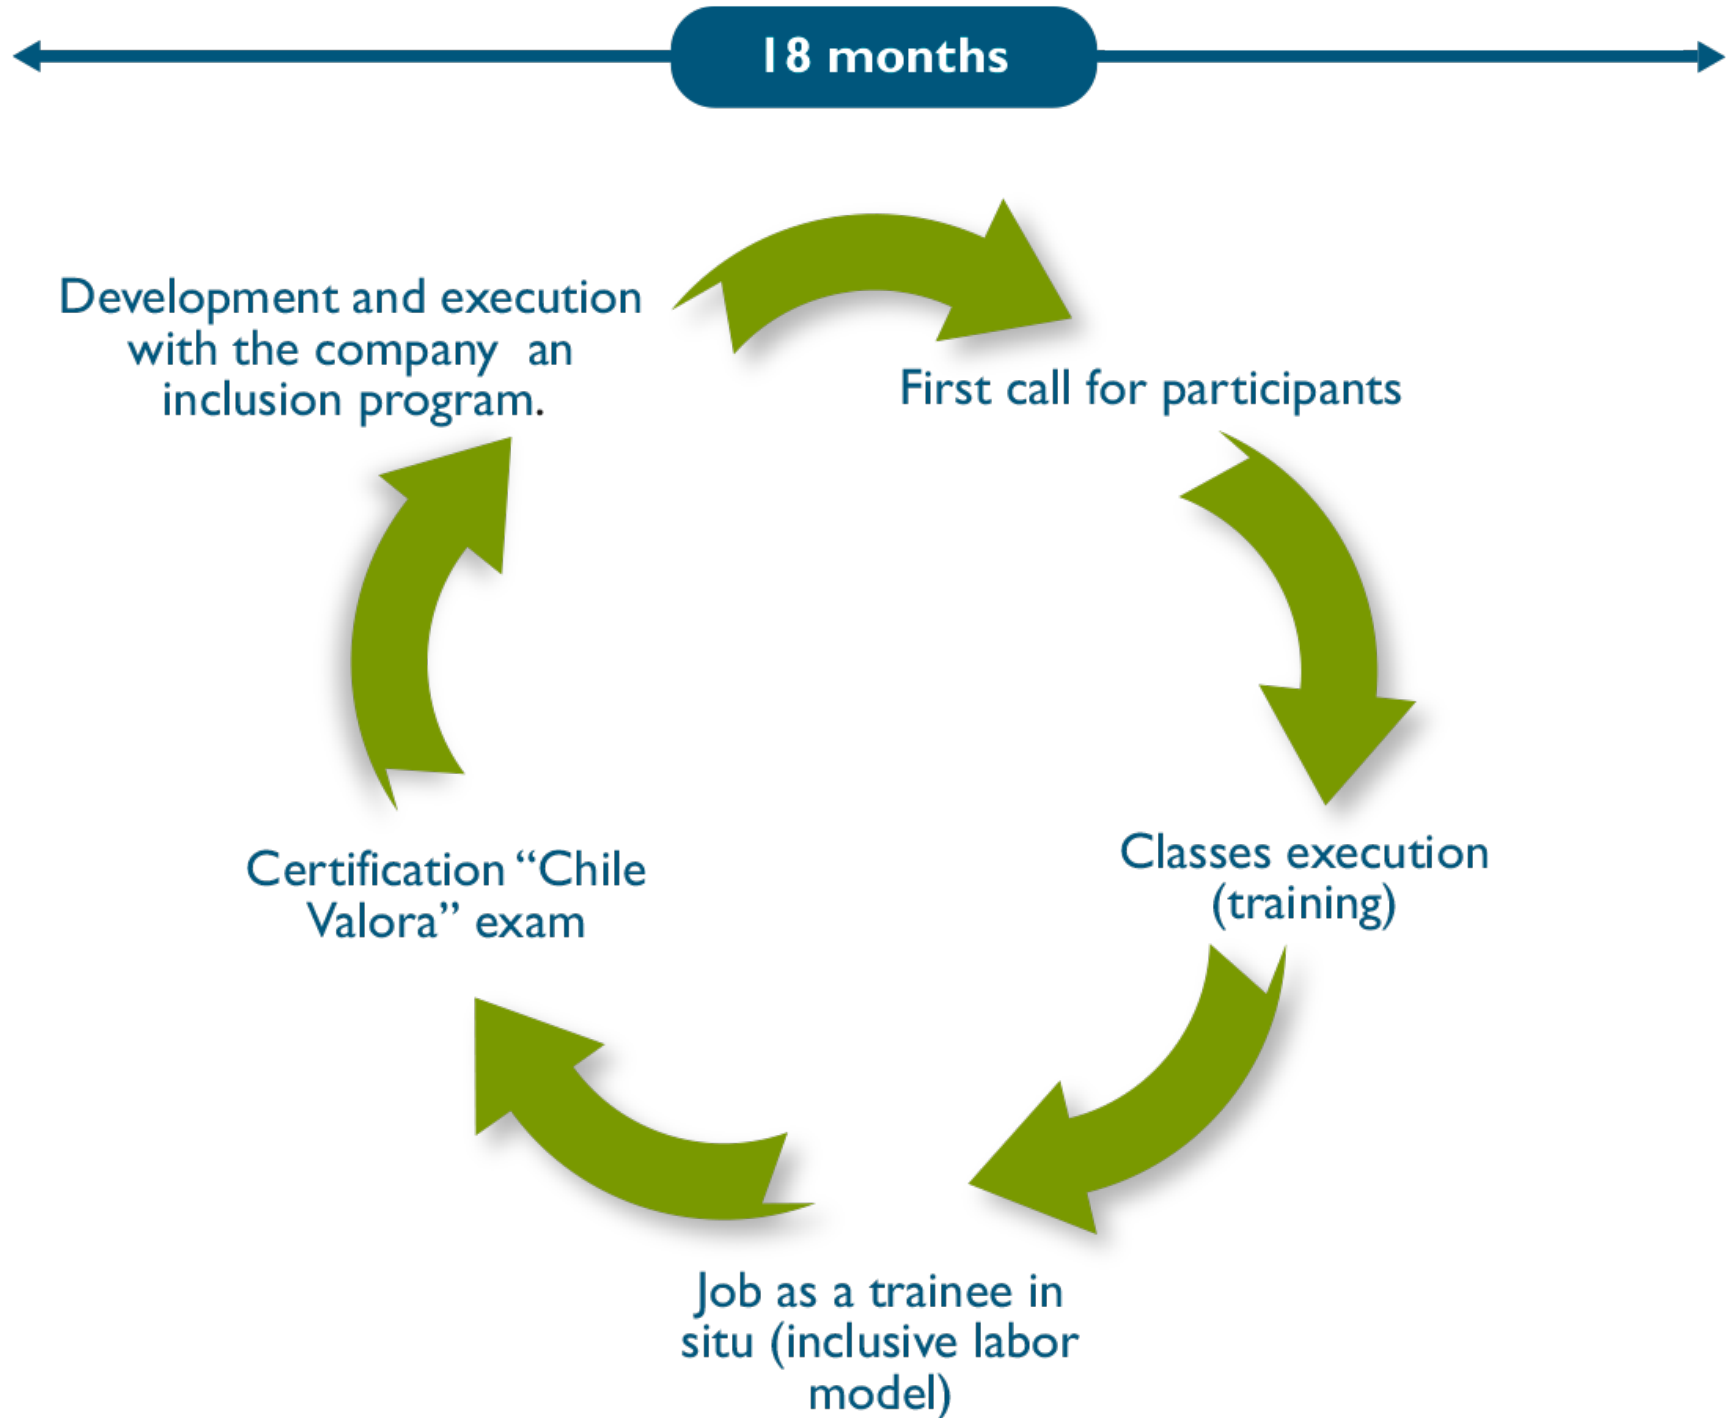 18 months
Development and execution
with the company  an
inclusion program.
First call for participants
Classes execution
(training)
Job as a trainee in
situ (inclusive labor
model)
Certification “Chile
Valora” exam